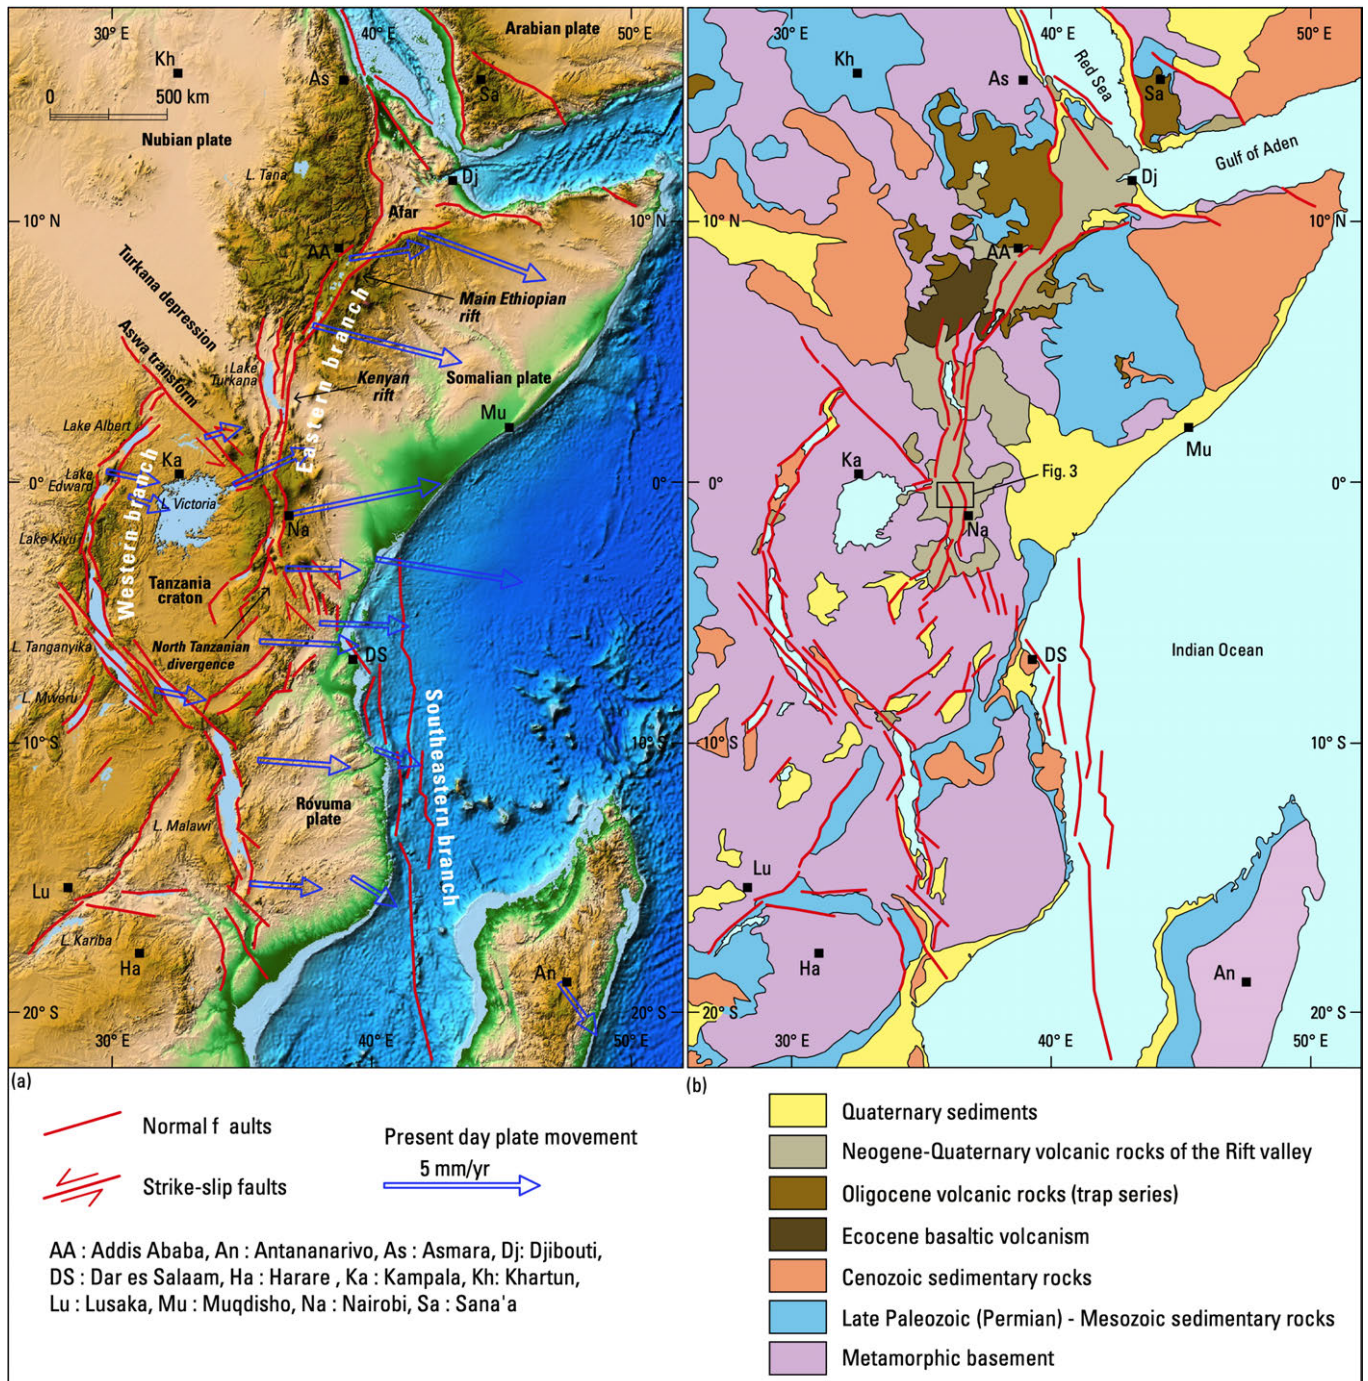 30° E
40° E
50° E
Arabian plate
Kh
As
Sa
0 500 km
Nubian plate
L. Tana
Dj
10° N
10° N
Afar
AA
Turkana depression
Main Ethiopian
rift
Aswa transform
Eastern branch
Lake
Turkana
Somalian plate
Kenyan
rift
Mu
Lake Albert
Ka
Lake
Edward
0°
0°
L. Victoria
Western branch
Na
Lake Kivu
Tanzania
craton
L. Tanganyika
North Tanzanian
divergence
DS
L. Mweru
Southeastern branch
10° S
10° S
Rovuma
plate
L. Malawi
Lu
L. Kariba
Ha
An
20° S
20° S
30° E
40° E
50° E
(a)
30° E
40° E
50° E
Kh
As
Red Sea
Sa
Gulf of Aden
Dj
10° N
10° N
AA
Mu
Ka
Fig. 3
0°
0°
Na
DS
Indian Ocean
10° S
10° S
Lu
Ha
An
20° S
20° S
30° E
40° E
50° E
(b)
Normal f aults
Strike-slip faults
Present day plate movement
5 mm/yr
AA : Addis Ababa, An : Antananarivo, As : Asmara, Dj: Djibouti,
DS : Dar es Salaam, Ha : Harare , Ka : Kampala, Kh: Khartun,
Lu : Lusaka, Mu : Muqdisho, Na : Nairobi, Sa : Sana'a
Quaternary sediments
Neogene-Quaternary volcanic rocks of the Rift valley
Oligocene volcanic rocks (trap series)
Ecocene basaltic volcanism
Cenozoic sedimentary rocks
Late Paleozoic (Permian) - Mesozoic sedimentary rocks
Metamorphic basement